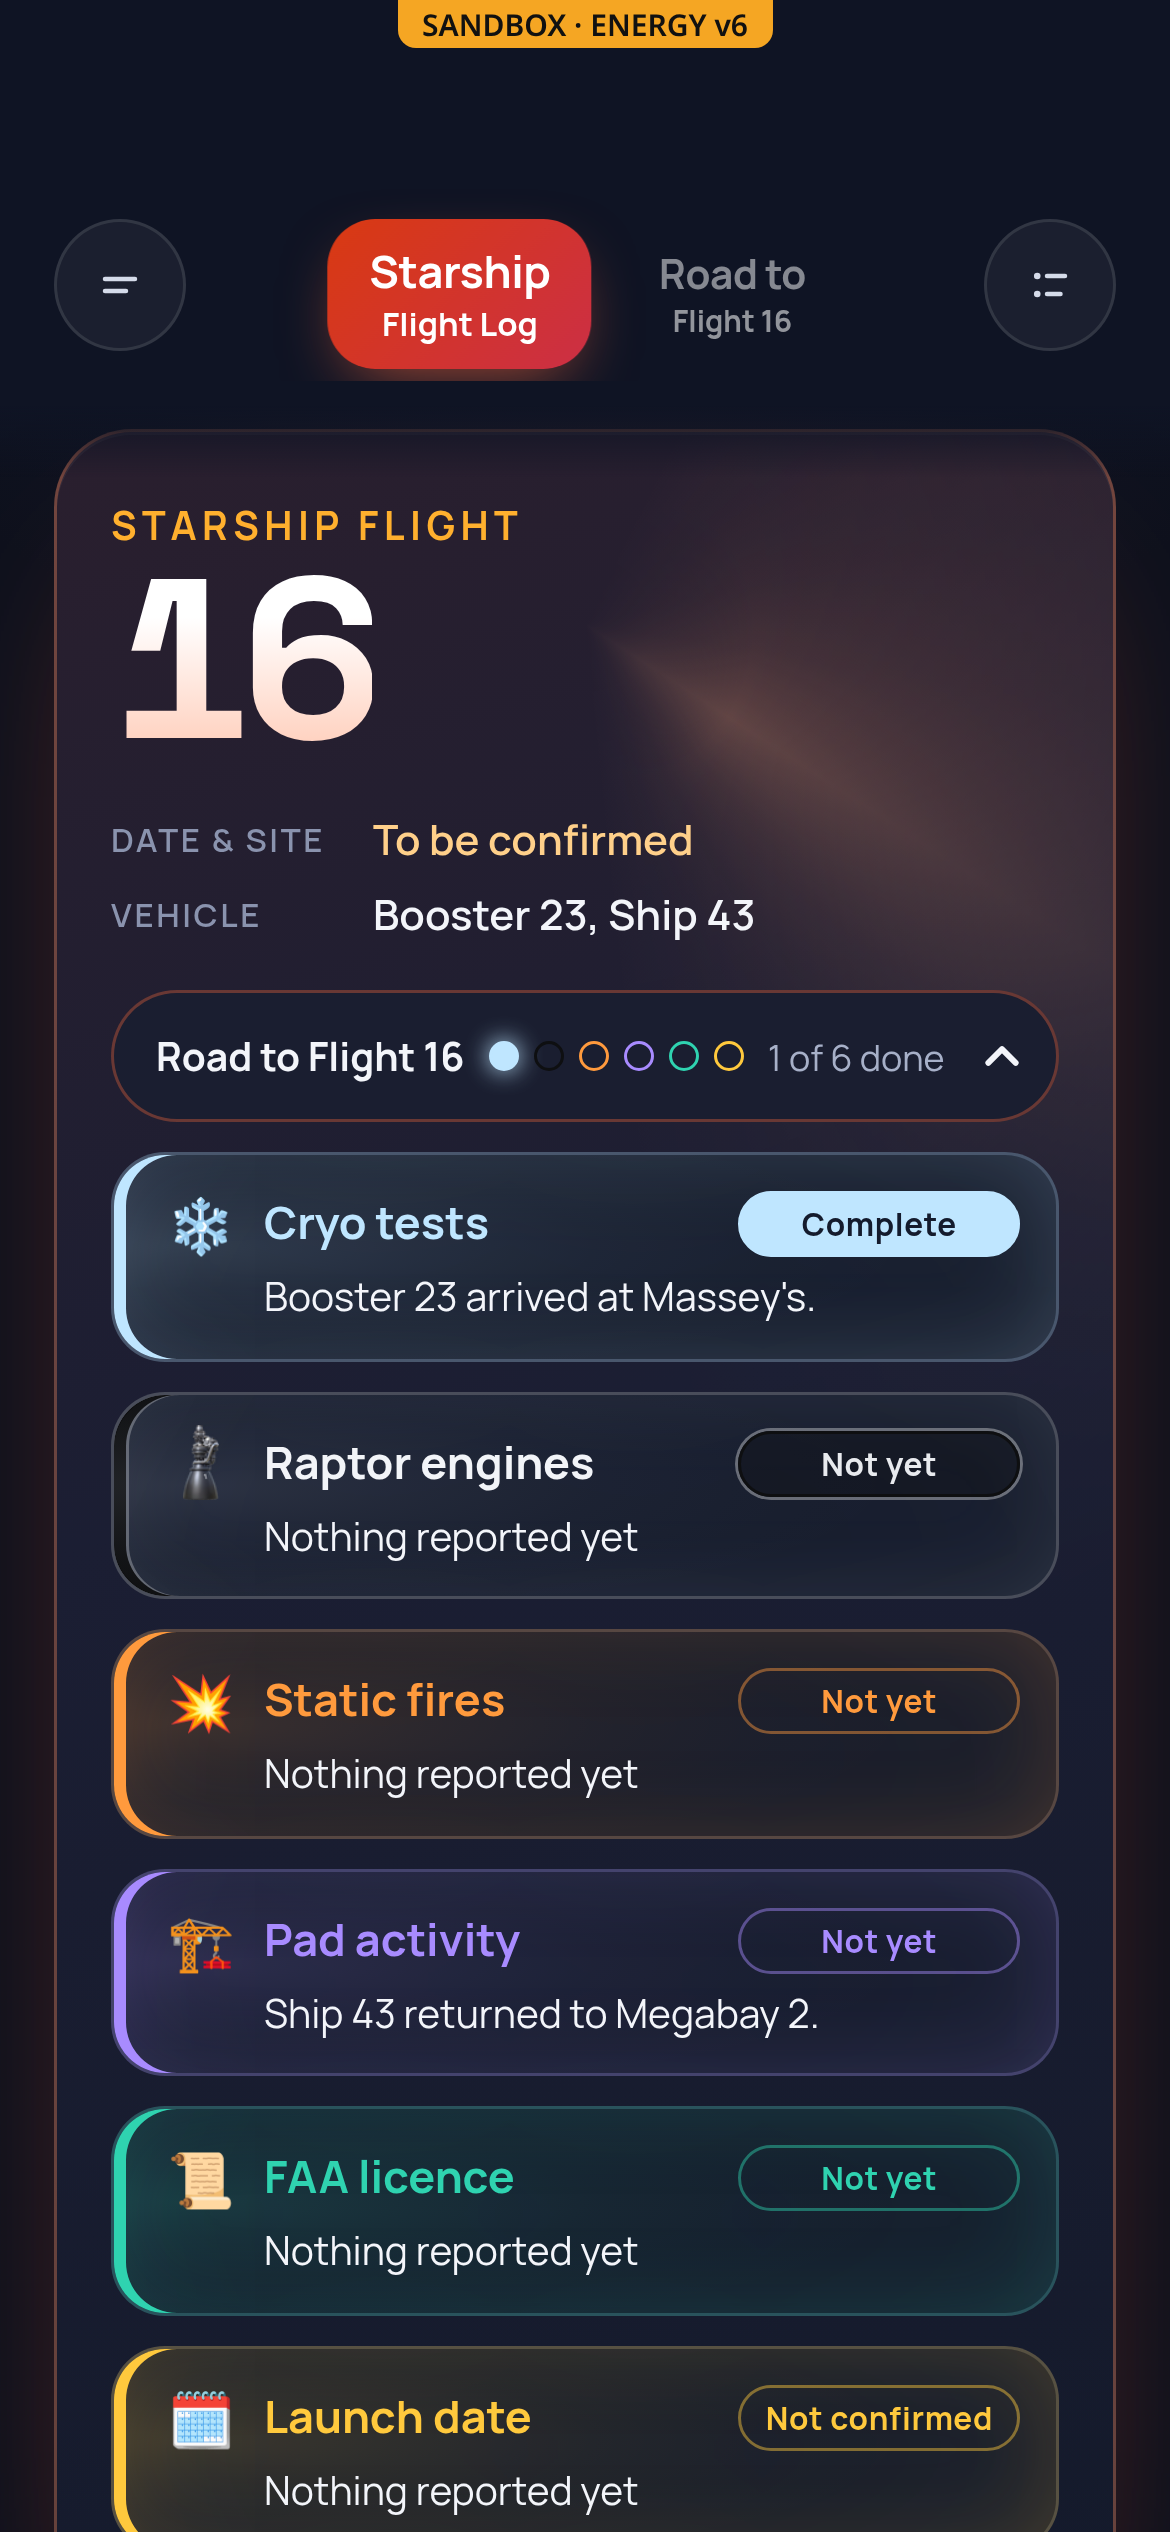 SANDBOX · ENERGY v6
Starship
Flight Log
Road to
Flight 16
STARSHIP FLIGHT
16
DATE & SITE To be confirmed
VEHICLE Booster 23, Ship 43
Road to Flight 16 1 of 6 done
Cryo tests Complete
Booster 23 arrived at Massey's.
Raptor engines Not yet
Nothing reported yet
Static fires Not yet
Nothing reported yet
Pad activity Not yet
Ship 43 returned to Megabay 2.
FAA licence Not yet
Nothing reported yet
Launch date Not confirmed
Nothing reported yet